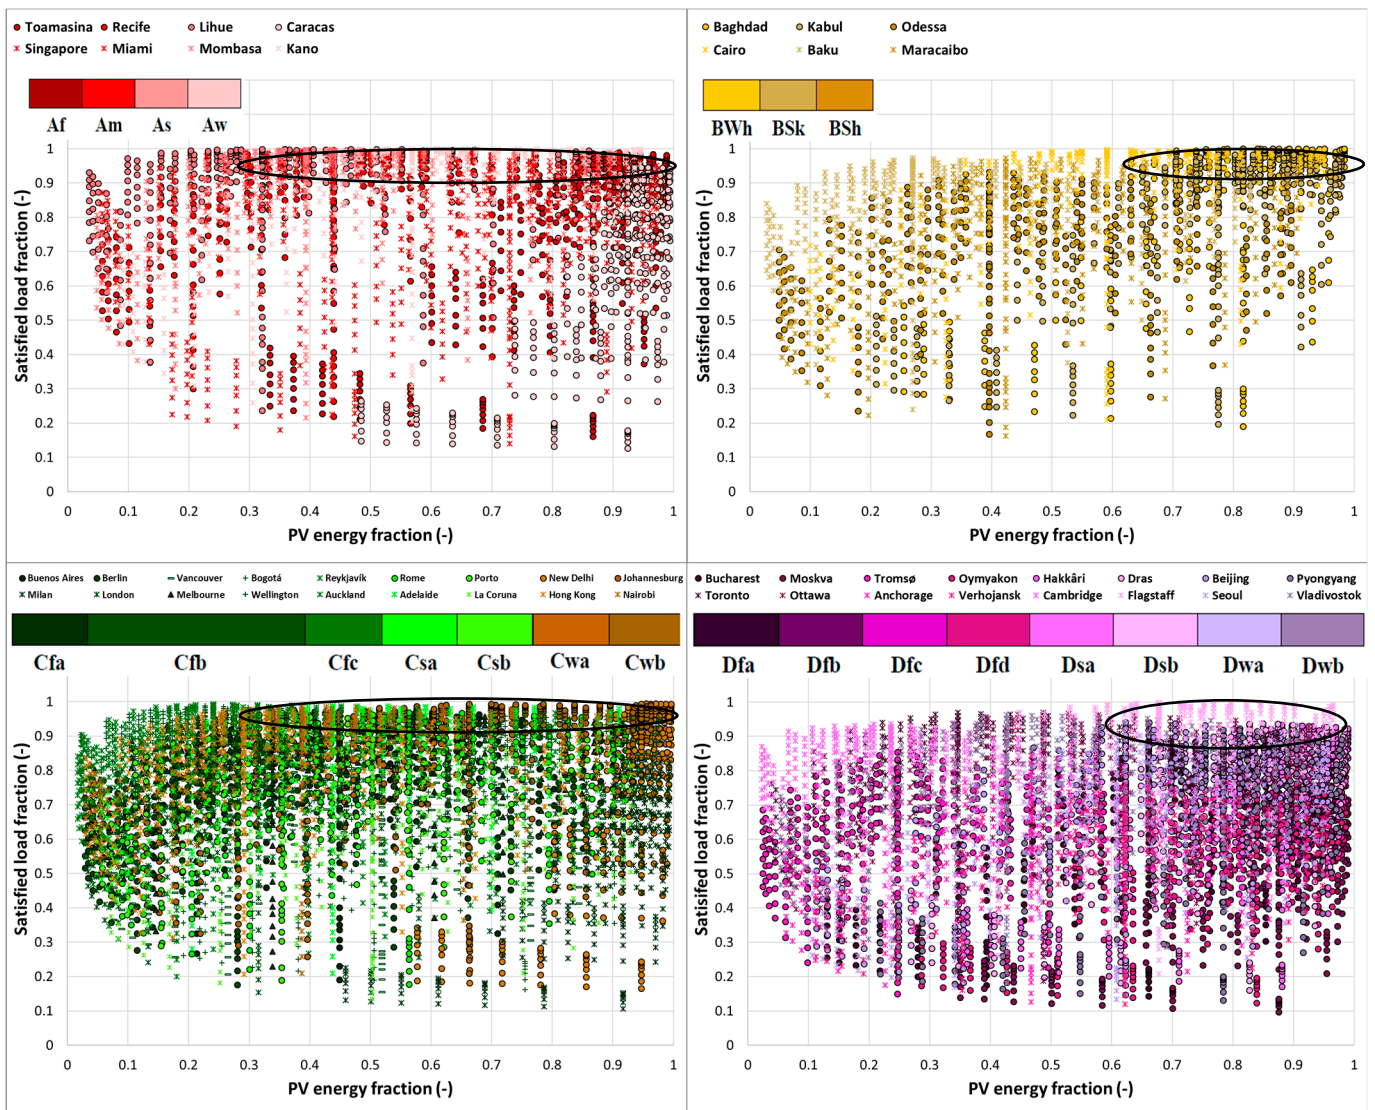 Toamasina Recife Lihue Caracas
Singapore Miami Mombasa Kano
Af Am As Aw
Satisfied load fraction (-)
1
0.9
0.8
0.7
0.6
0.5
0.4
0.3
0.2
0.1
0
0 0.1 0.2 0.3 0.4 0.5 0.6 0.7 0.8 0.9 1
PV energy fraction (-)
Baghdad Kabul Odessa
Cairo Baku Maracaibo
BWh BSk BSh
Satisfied load fraction (-)
1
0.9
0.8
0.7
0.6
0.5
0.4
0.3
0.2
0.1
0
0 0.1 0.2 0.3 0.4 0.5 0.6 0.7 0.8 0.9 1
PV energy fraction (-)
Buenos Aires Berlin Vancouver Bogotá Reykjavík Rome Porto New Delhi Johannesburg
Milan London Melbourne Wellington Auckland Adelaide La Coruna Hong Kong Nairobi
Cfa Cfb Cfc Csa Csb Cwa Cwb
Satisfied load fraction (-)
1
0.9
0.8
0.7
0.6
0.5
0.4
0.3
0.2
0.1
0
0 0.1 0.2 0.3 0.4 0.5 0.6 0.7 0.8 0.9 1
PV energy fraction (-)
Bucharest Moskva Tromsø Oymyakon Hakkâri Dras Beijing Pyongyang
Toronto Ottawa Anchorage Verhojansk Cambridge Flagstaff Seoul Vladivostok
Dfa Dfb Dfc Dfd Dsa Dsb Dwa Dwb
Satisifed load fraction (-)
1
0.9
0.8
0.7
0.6
0.5
0.4
0.3
0.2
0.1
0
0 0.1 0.2 0.3 0.4 0.5 0.6 0.7 0.8 0.9 1
PV energy fraction (-)